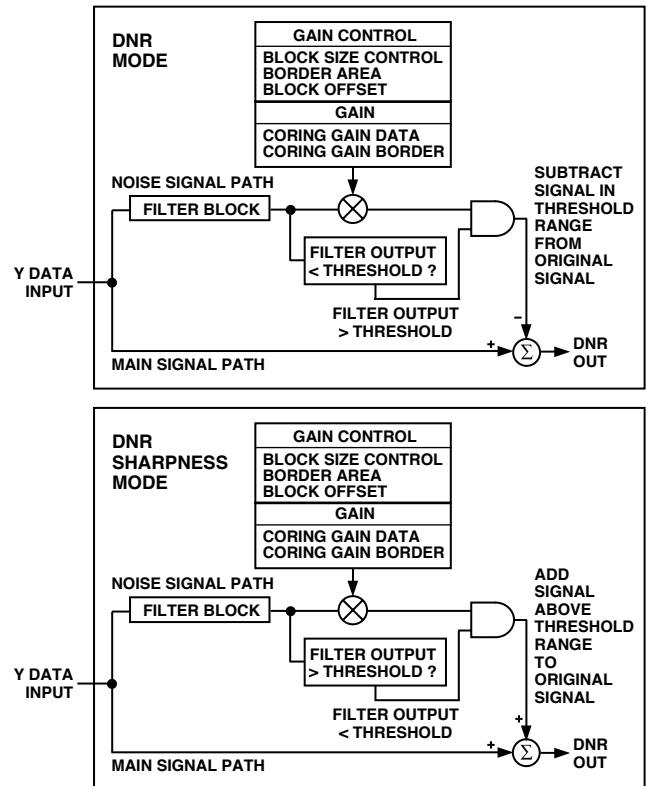 DNR
MODE
GAIN CONTROL
BLOCK SIZE CONTROL
BORDER AREA
BLOCK OFFSET
GAIN
CORING GAIN DATA
CORING GAIN BORDER
NOISE SIGNAL PATH
FILTER BLOCK
FILTER OUTPUT
< THRESHOLD ?
FILTER OUTPUT
> THRESHOLD
SUBTRACT
SIGNAL IN
THRESHOLD
RANGE
FROM
ORIGINAL
SIGNAL
Y DATA
INPUT
MAIN SIGNAL PATH
–
+
Σ
DNR
OUT
DNR
SHARPNESS
MODE
GAIN CONTROL
BLOCK SIZE CONTROL
BORDER AREA
BLOCK OFFSET
GAIN
CORING GAIN DATA
CORING GAIN BORDER
NOISE SIGNAL PATH
FILTER BLOCK
FILTER OUTPUT
> THRESHOLD ?
FILTER OUTPUT
< THRESHOLD
ADD
SIGNAL
ABOVE
THRESHOLD
RANGE
TO
ORIGINAL
SIGNAL
Y DATA
INPUT
MAIN SIGNAL PATH
+
+
Σ
DNR
OUT